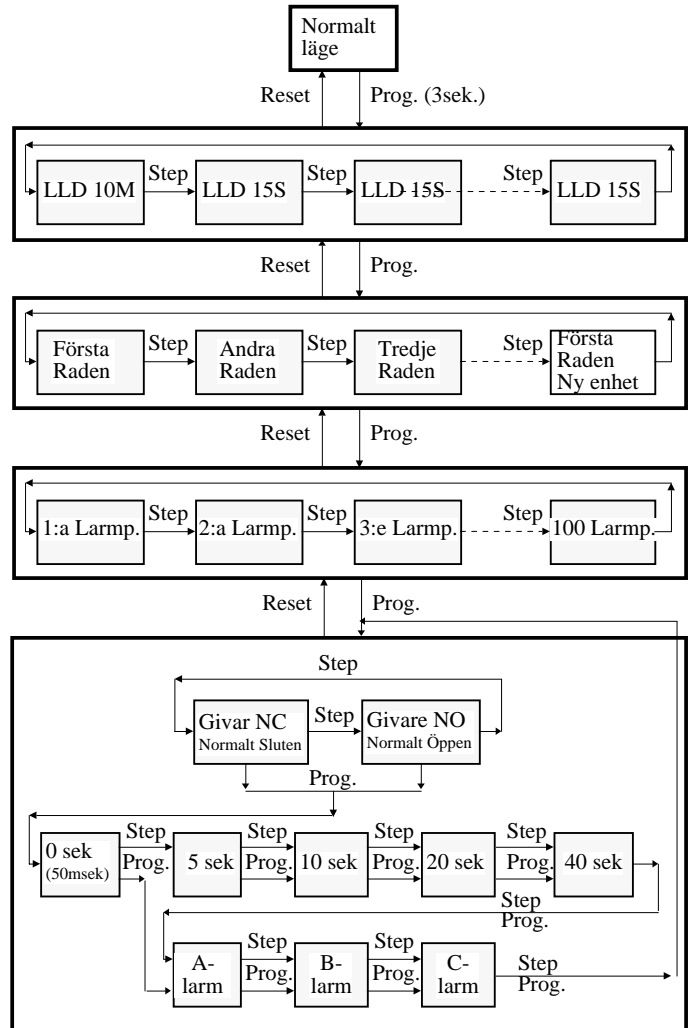 Normalt
läge
Reset
Prog. (3sek.)
Step
Step
Step
LLD 10M
LLD 15S
LLD 15S
LLD 15S
Reset
Prog.
Step
Step
Step
Första
Raden
Andra
Raden
Tredje
Raden
Första
Raden
Ny enhet
Reset
Prog.
Step
Step
Step
1:a Larmp.
2:a Larmp.
3:e Larmp.
100 Larmp.
Reset
Prog.
Step
Givar NC
Normalt Sluten
Step
Givare NO
Normalt Öppen
Prog.
0 sek
(50msek)
Step
Prog.
5 sek
Step
Prog.
10 sek
Step
Prog.
20 sek
Step
Prog.
40 sek
Step
Prog.
A-
larm
Step
Prog.
B-
larm
Step
Prog.
C-
larm
Step
Prog.